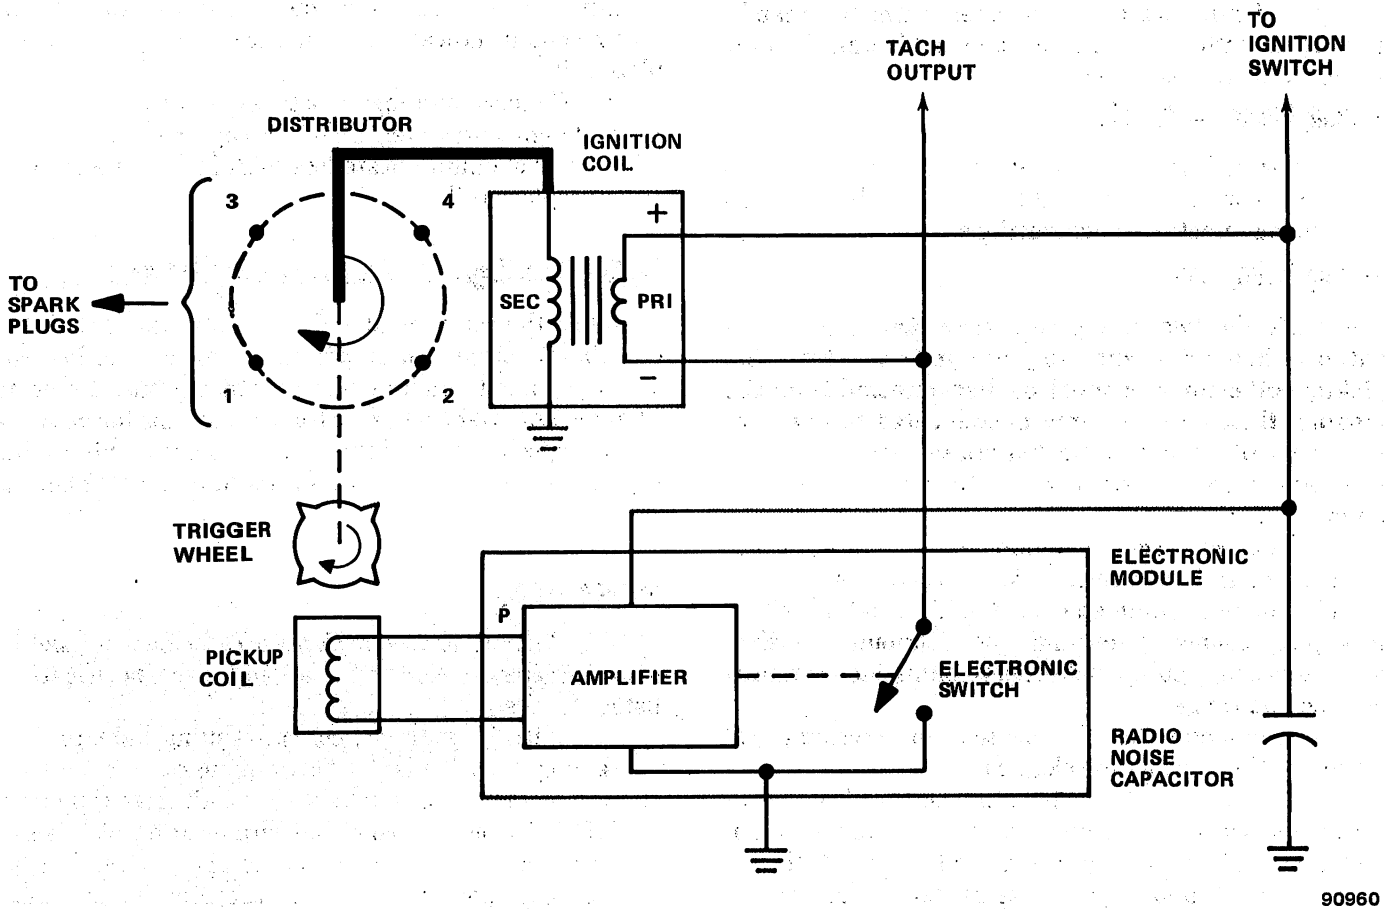 TO
IGNITION
SWITCH
TACH
OUTPUT
DISTRIBUTOR
IGNITION
COIL
3
4
+
TO
SPARK
PLUGS
SEC
PRI
−
1
2
TRIGGER
WHEEL
ELECTRONIC
MODULE
P
PICKUP
COIL
AMPLIFIER
ELECTRONIC
SWITCH
RADIO
NOISE
CAPACITOR
90960